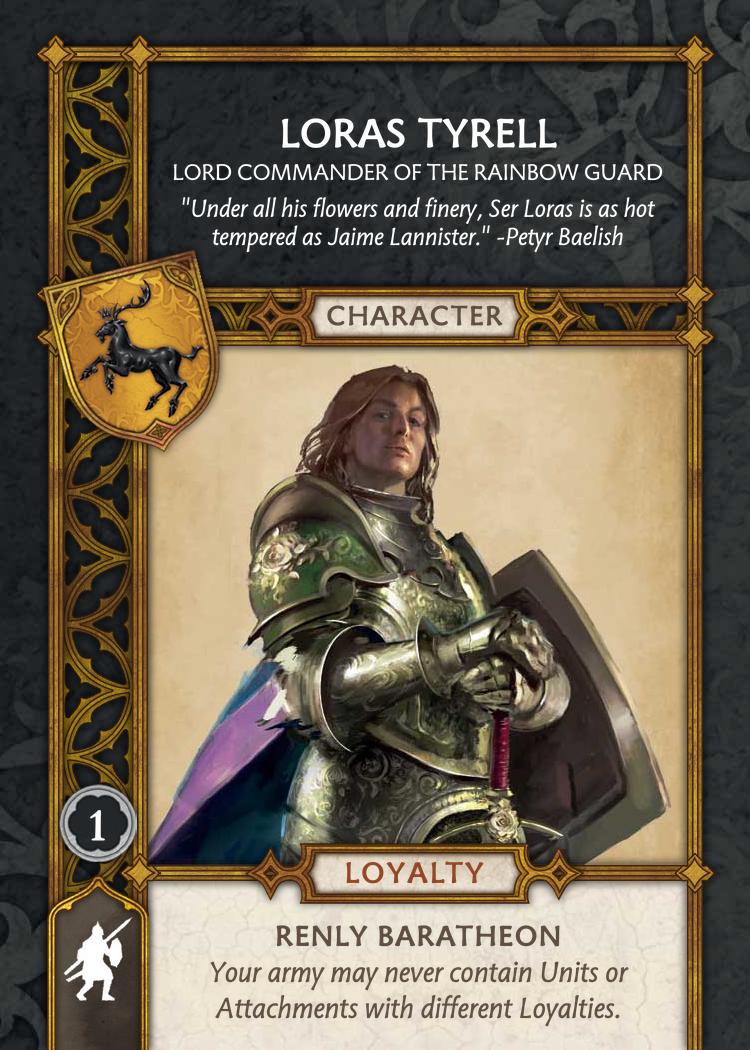 LORAS TYRELL
LORD COMMANDER OF THE RAINBOW GUARD
"Under all his flowers and finery, Ser Loras is as hot
tempered as Jaime Lannister." -Petyr Baelish
CHARACTER
1
LOYALTY
RENLY BARATHEON
Your army may never contain Units or
Attachments with different Loyalties.